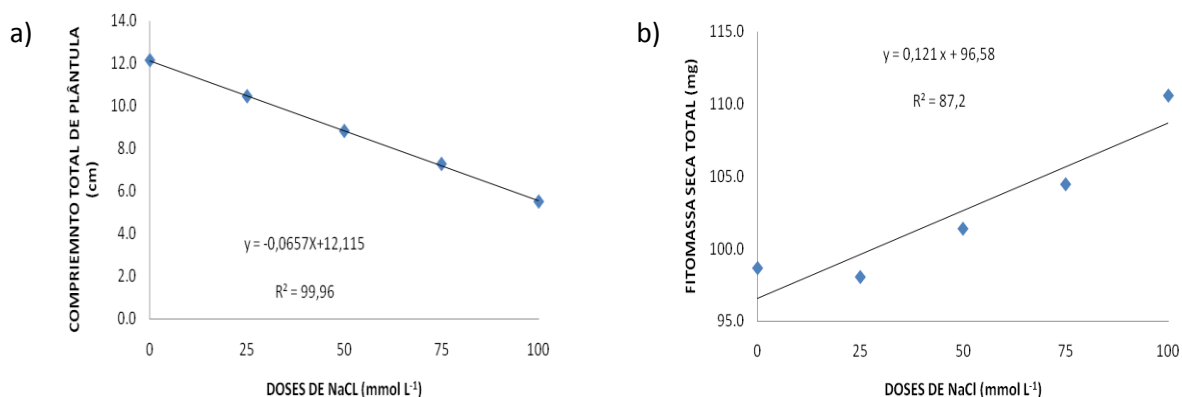 a)
COMPRIEMNTO TOTAL DE PLÂNTULA
(cm)
14.0
12.0
10.0
8.0
6.0
4.0
2.0
0.0
y = -0,0657X+12,115
R² = 99,96
0 25 50 75 100
DOSES DE NaCL (mmol L⁻¹)
b)
FITOMASSA SECA TOTAL (mg)
115.0
110.0
105.0
100.0
95.0
y = 0,121 x + 96,58
R² = 87,2
0 25 50 75 100
DOSES DE NaCl (mmol L⁻¹)